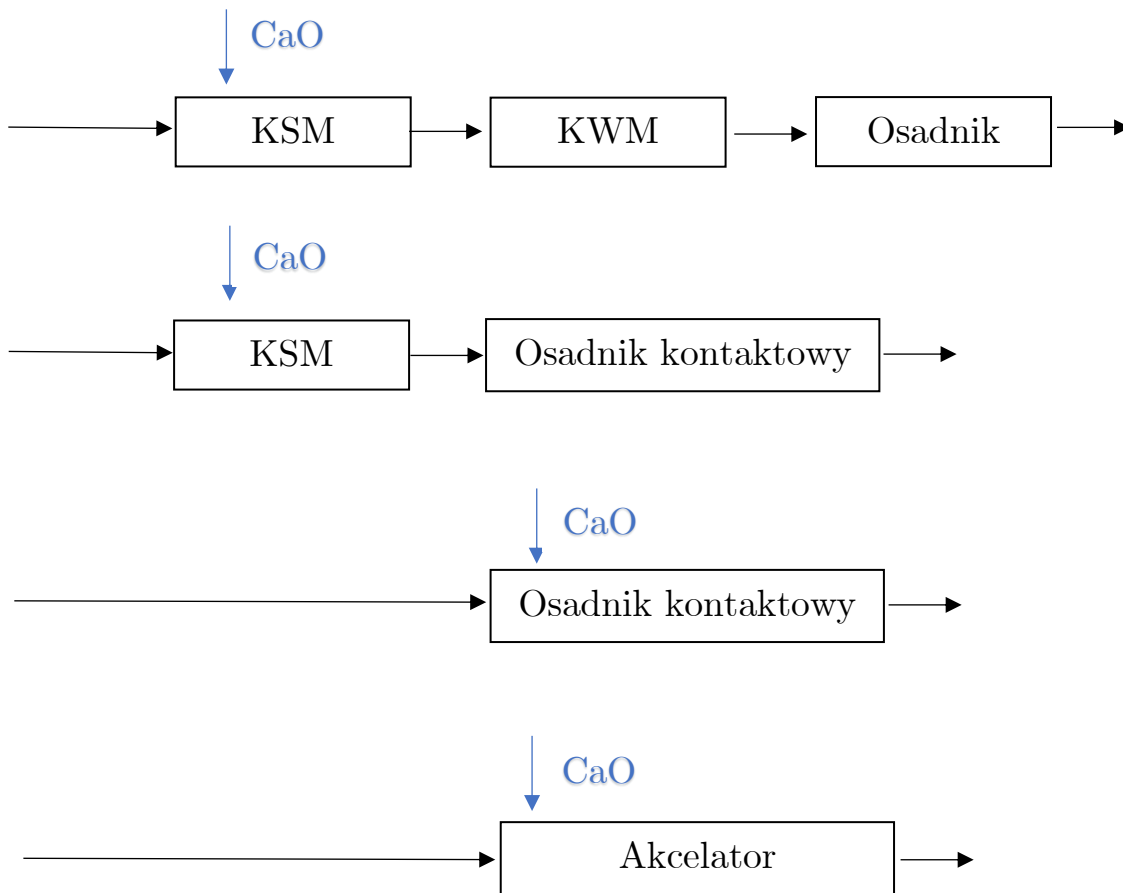 CaO
KSM KWM Osadnik
CaO
KSM Osadnik kontaktowy
CaO
Osadnik kontaktowy
CaO
Akcelator